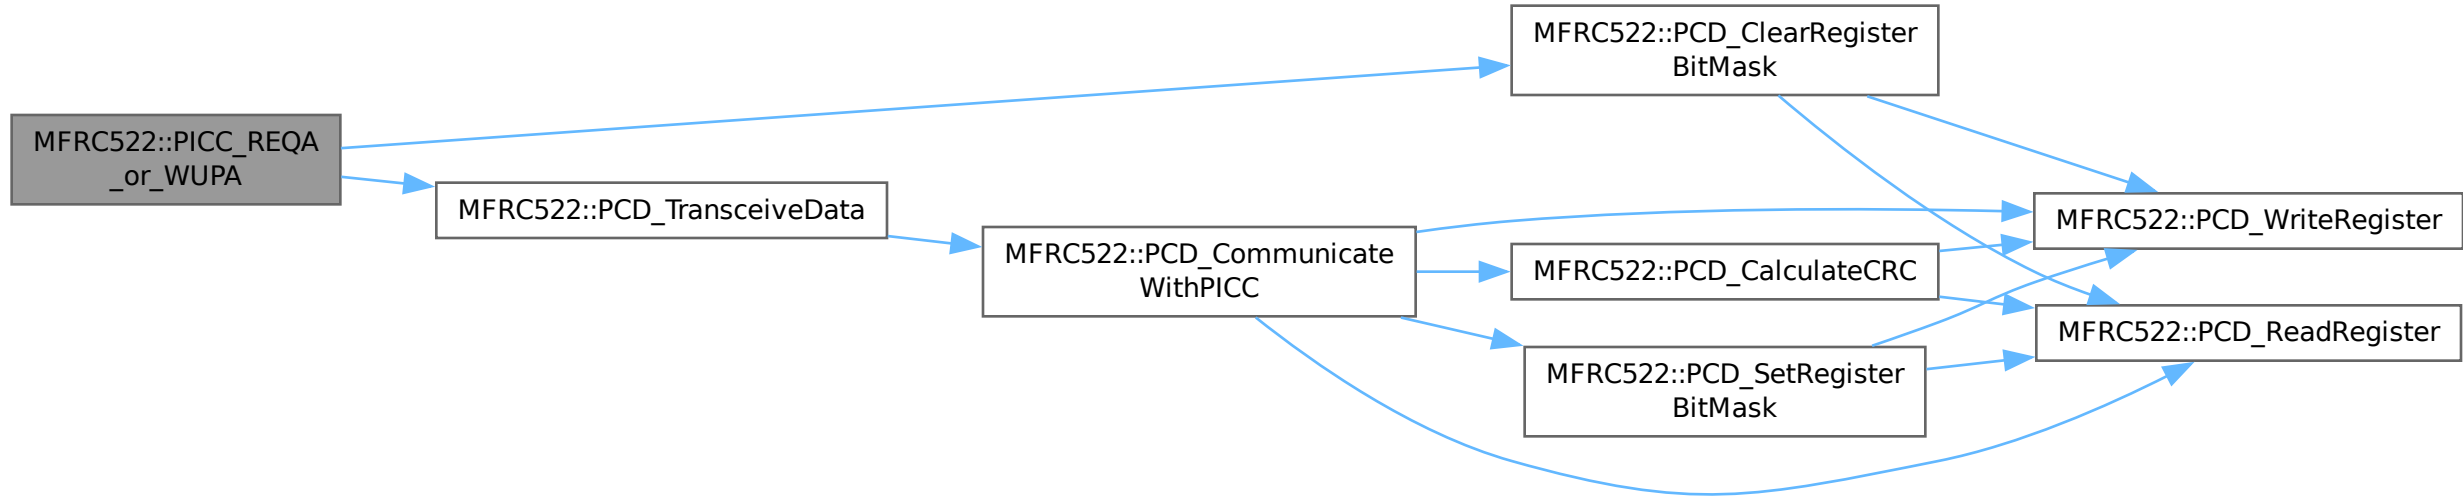 MFRC522::PICC_REQA
_or_WUPA
MFRC522::PCD_ClearRegister
BitMask
MFRC522::PCD_TransceiveData
MFRC522::PCD_Communicate
WithPICC
MFRC522::PCD_CalculateCRC
MFRC522::PCD_SetRegister
BitMask
MFRC522::PCD_WriteRegister
MFRC522::PCD_ReadRegister